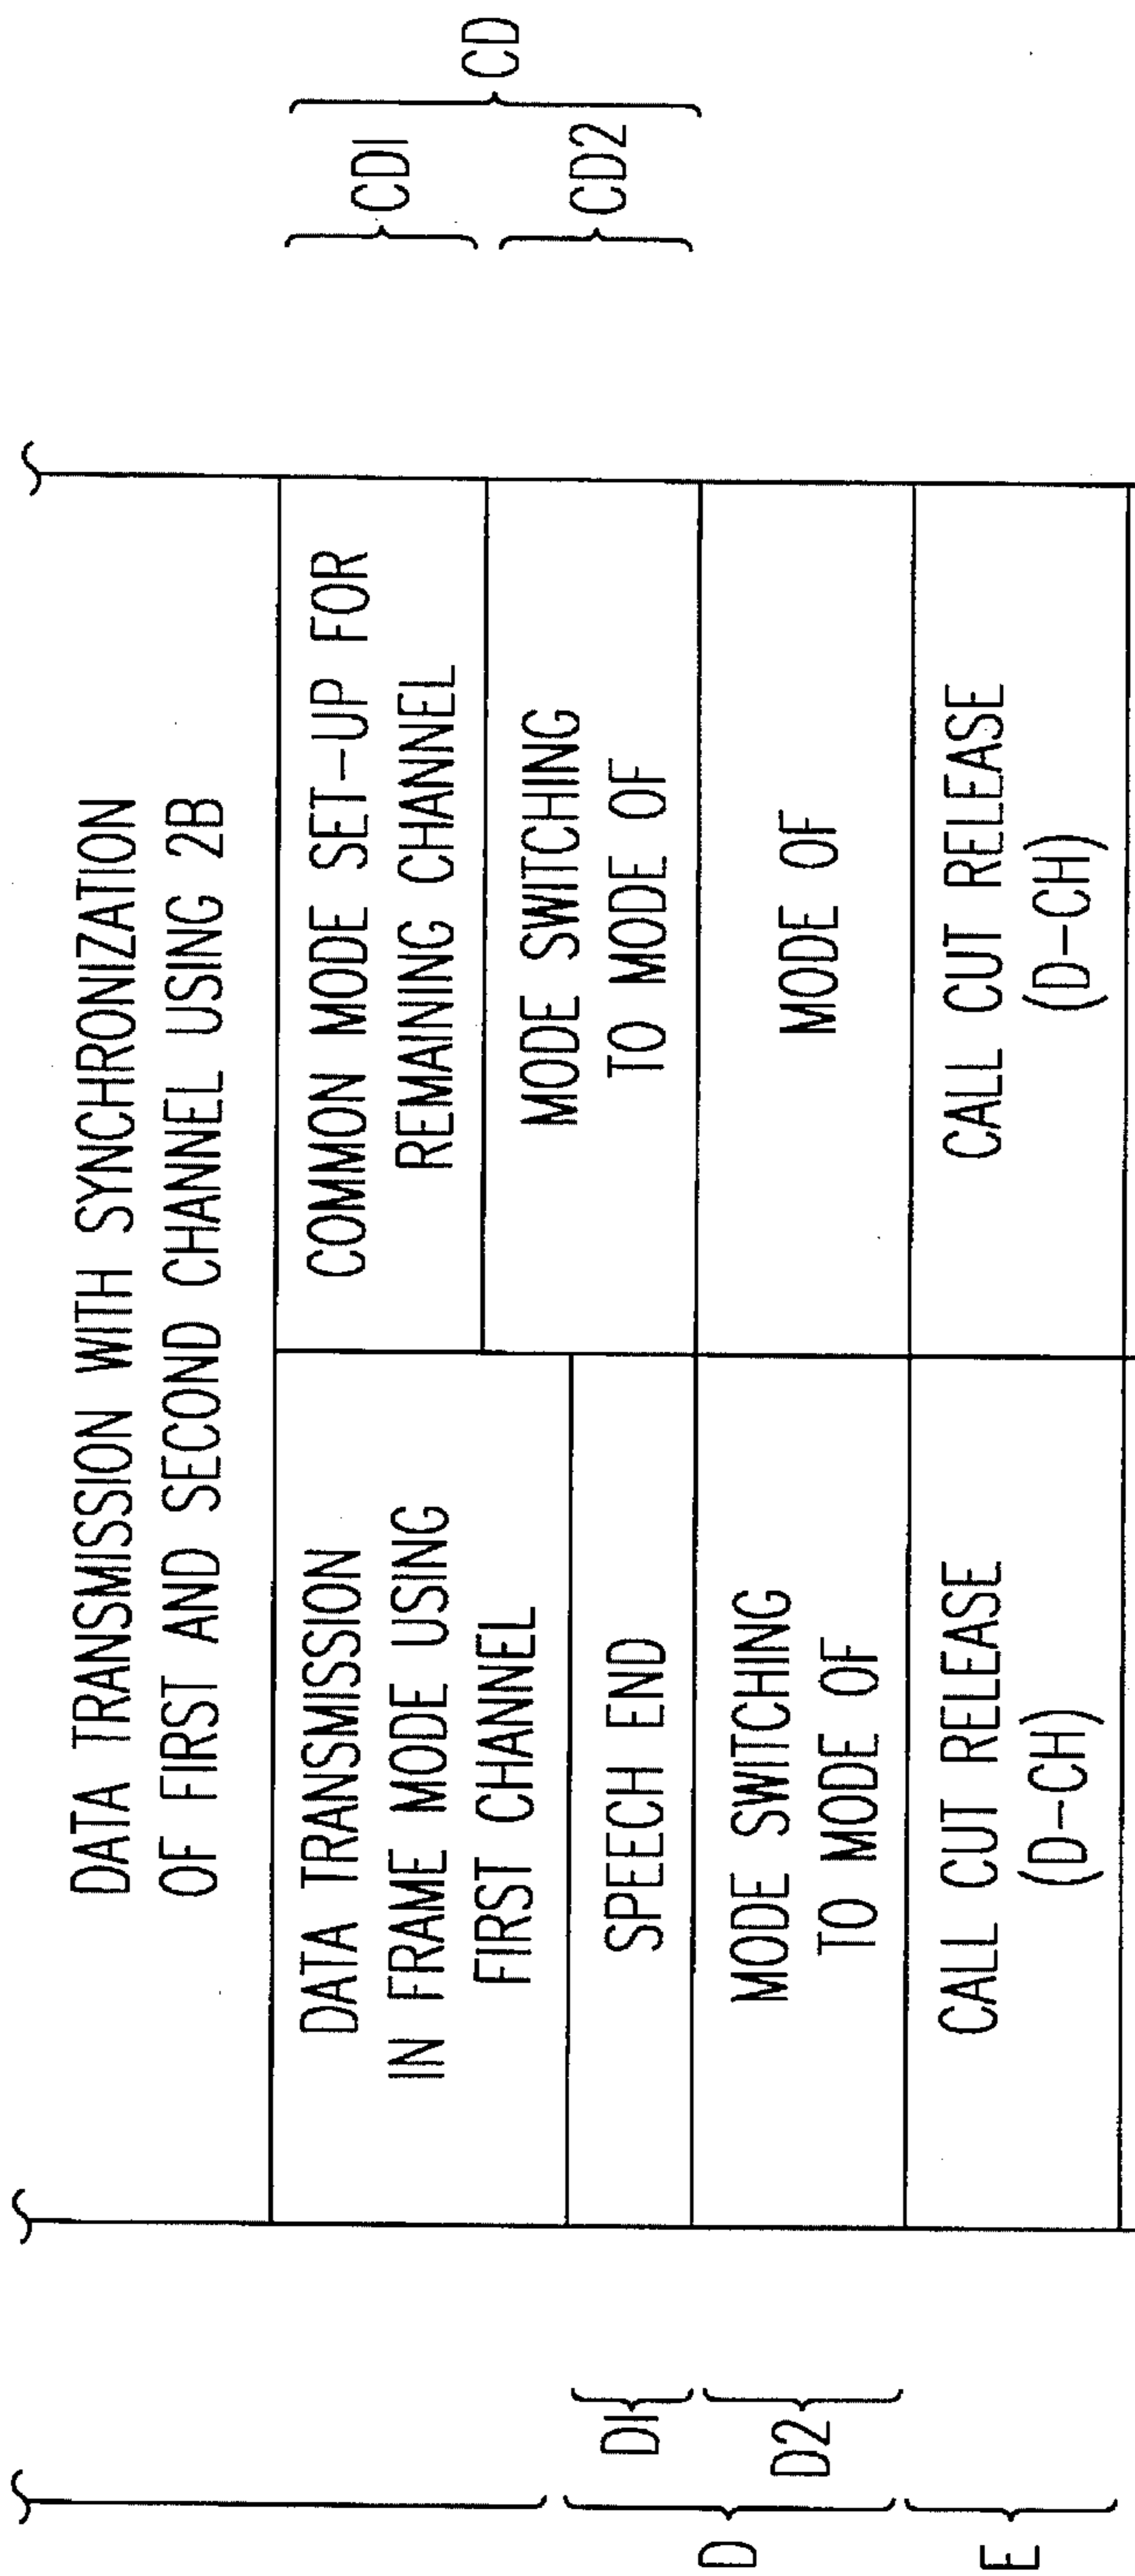 DATA TRANSMISSION WITH SYNCHRONIZATION
OF FIRST AND SECOND CHANNEL USING 2B
DATA TRANSMISSION
IN FRAME MODE USING
FIRST CHANNEL
COMMON MODE SET-UP FOR
REMAINING CHANNEL
CD1
CD
SPEECH END
MODE SWITCHING
TO MODE OF
CD2
D1
D
MODE SWITCHING
TO MODE OF
MODE OF
D2
E
CALL CUT RELEASE
(D-CH)
CALL CUT RELEASE
(D-CH)